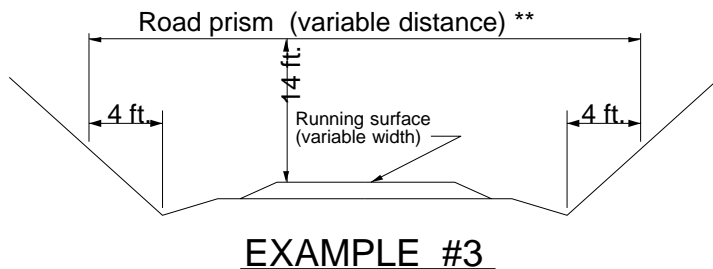 Road prism (variable distance) **
14 ft.
4 ft.
Running surface
(variable width)
4 ft.
EXAMPLE #3